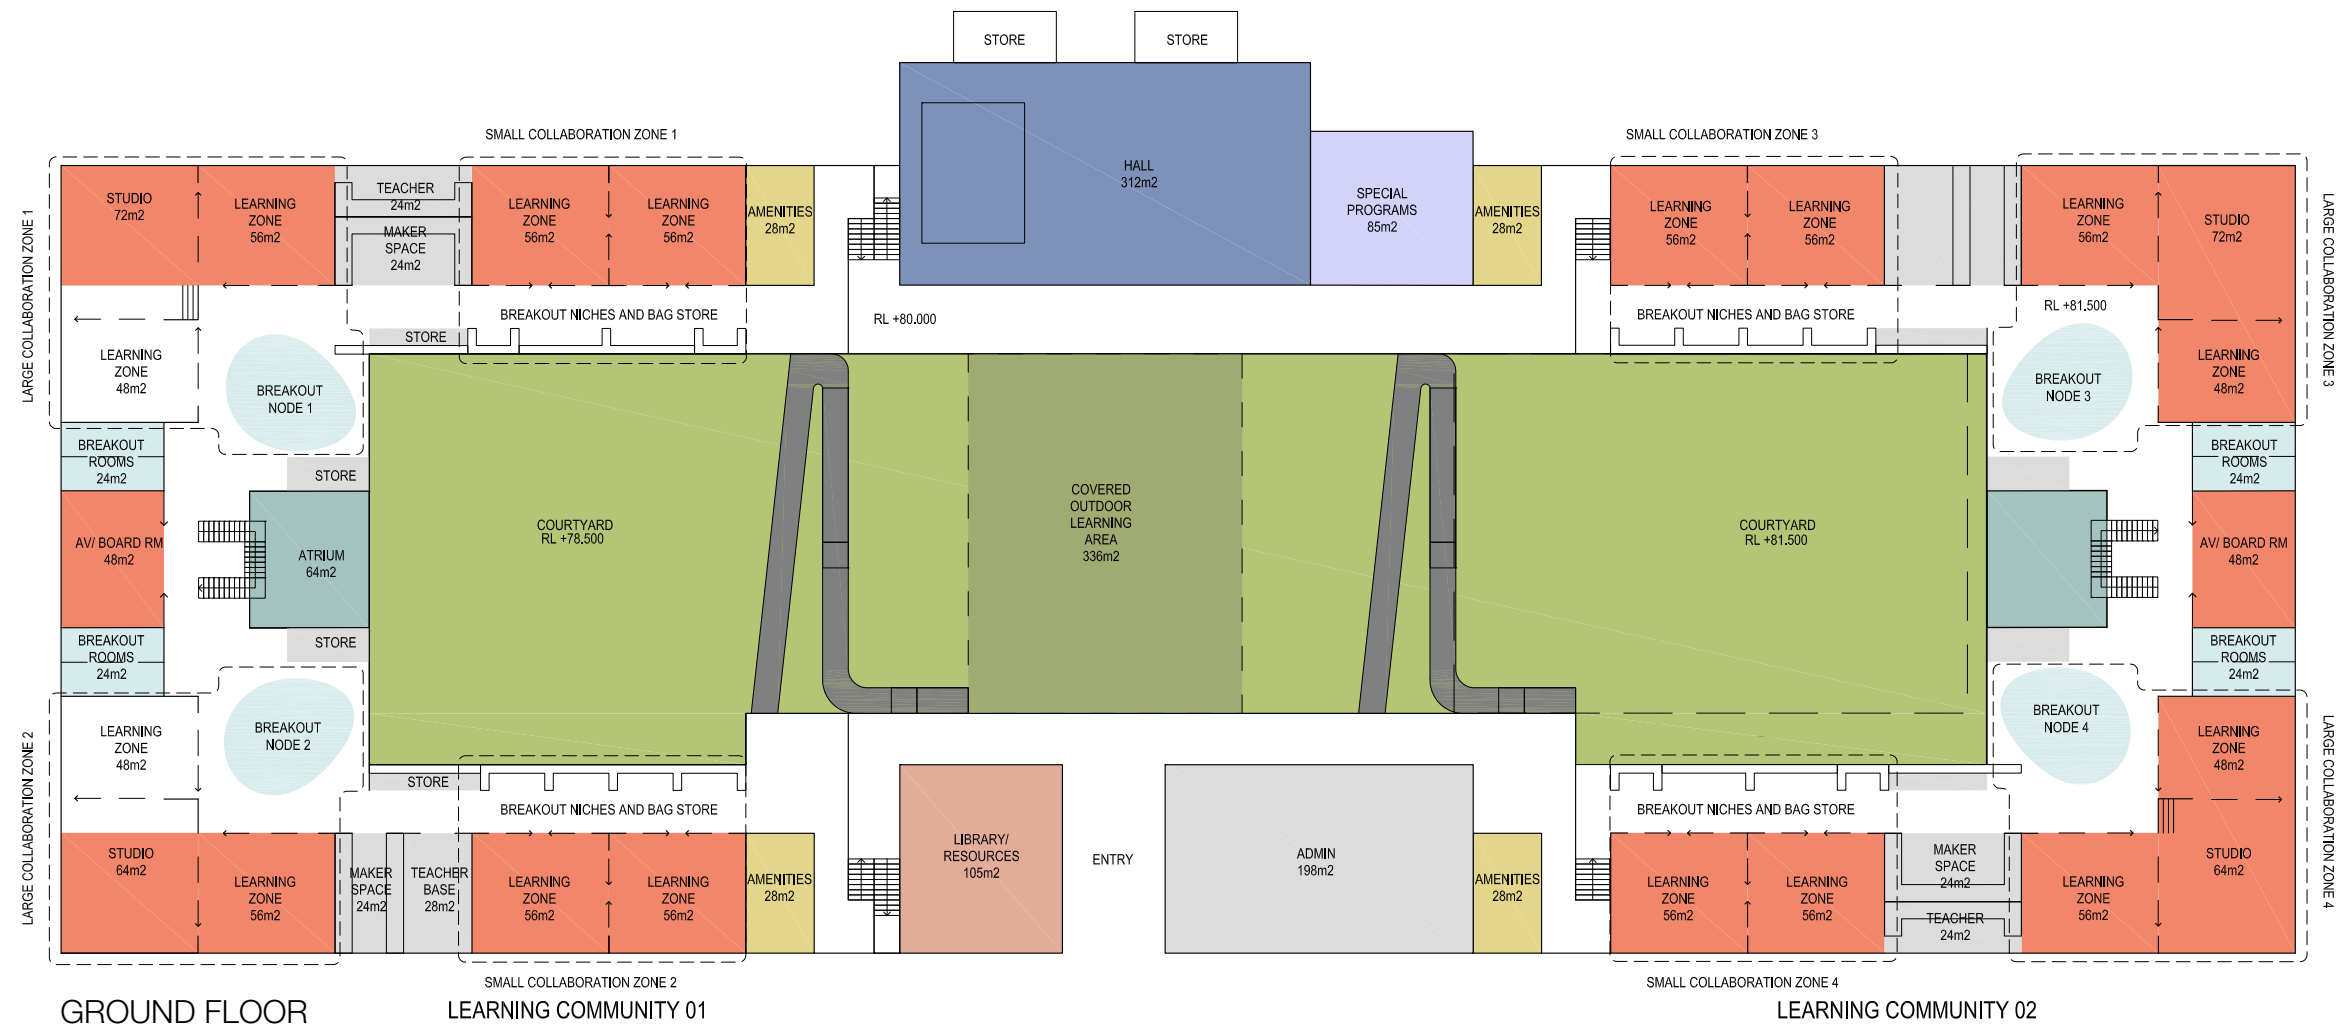 STORE
STORE
SMALL COLLABORATION ZONE 1
SMALL COLLABORATION ZONE 3
LARGE COLLABORATION ZONE 1
STUDIO
72m2
LEARNING
ZONE
56m2
TEACHER
24m2
MAKER
SPACE
24m2
LEARNING
ZONE
56m2
LEARNING
ZONE
56m2
AMENITIES
28m2
HALL
312m2
SPECIAL
PROGRAMS
85m2
AMENITIES
28m2
LEARNING
ZONE
56m2
LEARNING
ZONE
56m2
LEARNING
ZONE
56m2
STUDIO
72m2
LARGE COLLABORATION ZONE 3
BREAKOUT NICHES AND BAG STORE
RL +80.000
BREAKOUT NICHES AND BAG STORE
RL +81.500
STORE
LEARNING
ZONE
48m2
BREAKOUT
NODE 1
BREAKOUT
NODE 3
LEARNING
ZONE
48m2
BREAKOUT
ROOMS
24m2
STORE
BREAKOUT
ROOMS
24m2
AV/ BOARD RM
48m2
ATRIUM
64m2
COURTYARD
RL +78.500
COVERED
OUTDOOR
LEARNING
AREA
336m2
COURTYARD
RL +81.500
AV/ BOARD RM
48m2
BREAKOUT
ROOMS
24m2
STORE
BREAKOUT
ROOMS
24m2
LARGE COLLABORATION ZONE 2
LEARNING
ZONE
48m2
BREAKOUT
NODE 2
BREAKOUT
NODE 4
LEARNING
ZONE
48m2
LARGE COLLABORATION ZONE 4
STORE
BREAKOUT NICHES AND BAG STORE
BREAKOUT NICHES AND BAG STORE
STUDIO
64m2
LEARNING
ZONE
56m2
MAKER
SPACE
24m2
TEACHER
BASE
28m2
LEARNING
ZONE
56m2
LEARNING
ZONE
56m2
AMENITIES
28m2
LIBRARY/
RESOURCES
105m2
ENTRY
ADMIN
198m2
AMENITIES
28m2
LEARNING
ZONE
56m2
LEARNING
ZONE
56m2
MAKER
SPACE
24m2
TEACHER
24m2
LEARNING
ZONE
56m2
STUDIO
64m2
SMALL COLLABORATION ZONE 2
SMALL COLLABORATION ZONE 4
GROUND FLOOR
LEARNING COMMUNITY 01
LEARNING COMMUNITY 02